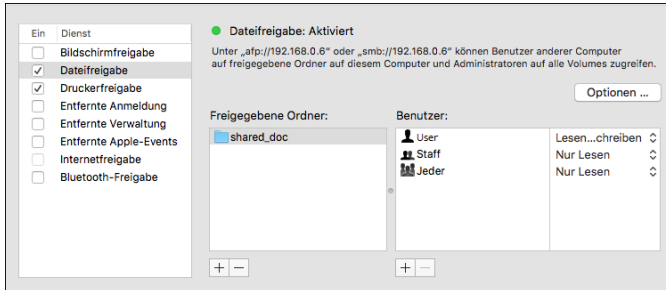 Ein Dienst
Bildschirmfreigabe
Dateifreigabe
Druckerfreigabe
Entfernte Anmeldung
Entfernte Verwaltung
Entfernte Apple-Events
Internetfreigabe
Bluetooth-Freigabe
Dateifreigabe: Aktiviert
Unter „afp://192.168.0.6“ oder „smb://192.168.0.6“ können Benutzer anderer Computer
auf freigegebene Ordner auf diesem Computer und Administratoren auf alle Volumes zugreifen.
Optionen ...
Freigegebene Ordner:
shared_doc
Benutzer:
User Lesen...chreiben
Staff Nur Lesen
Jeder Nur Lesen